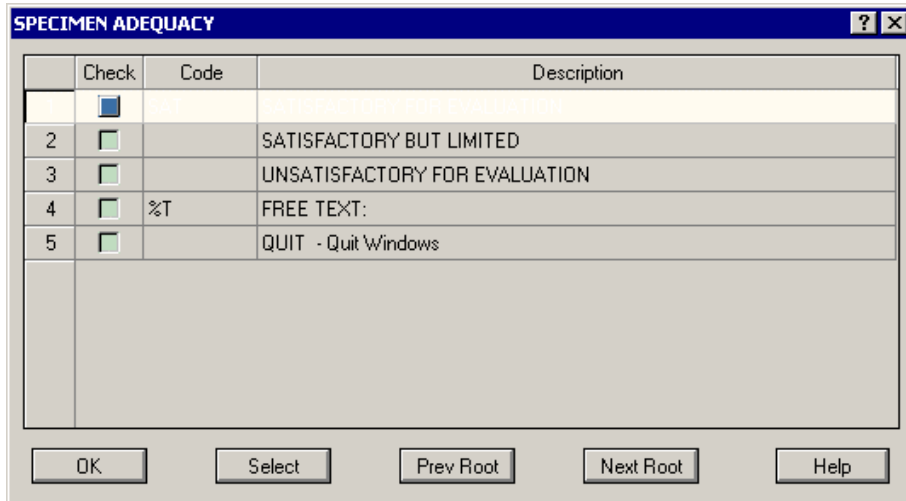 SPECIMEN ADEQUACY
Check Code Description
2 SATISFACTORY BUT LIMITED
3 UNSATISFACTORY FOR EVALUATION
4 %T FREE TEXT:
5 QUIT - Quit Windows
OK Select Prev Root Next Root Help